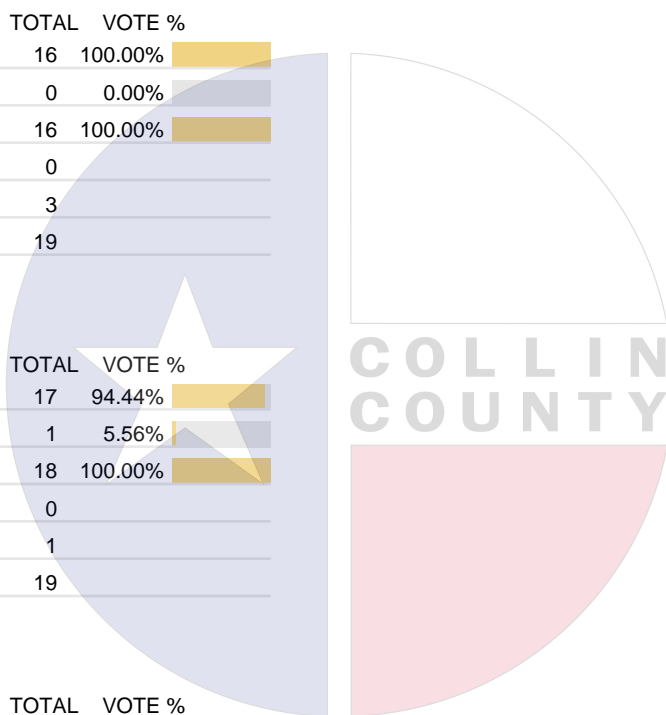 TOTAL VOTE %
16 100.00%
0 0.00%
16 100.00%
0
3
19
TOTAL VOTE %
17 94.44%
1 5.56%
18 100.00%
0
1
19
COLLIN
COUNTY
TOTAL VOTE %